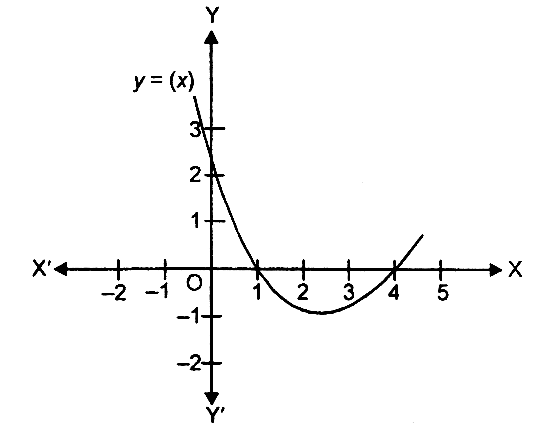 Y
y = (x)
3
2
1
X′ O X
–2 –1 1 2 3 4 5
–1
–2
Y′